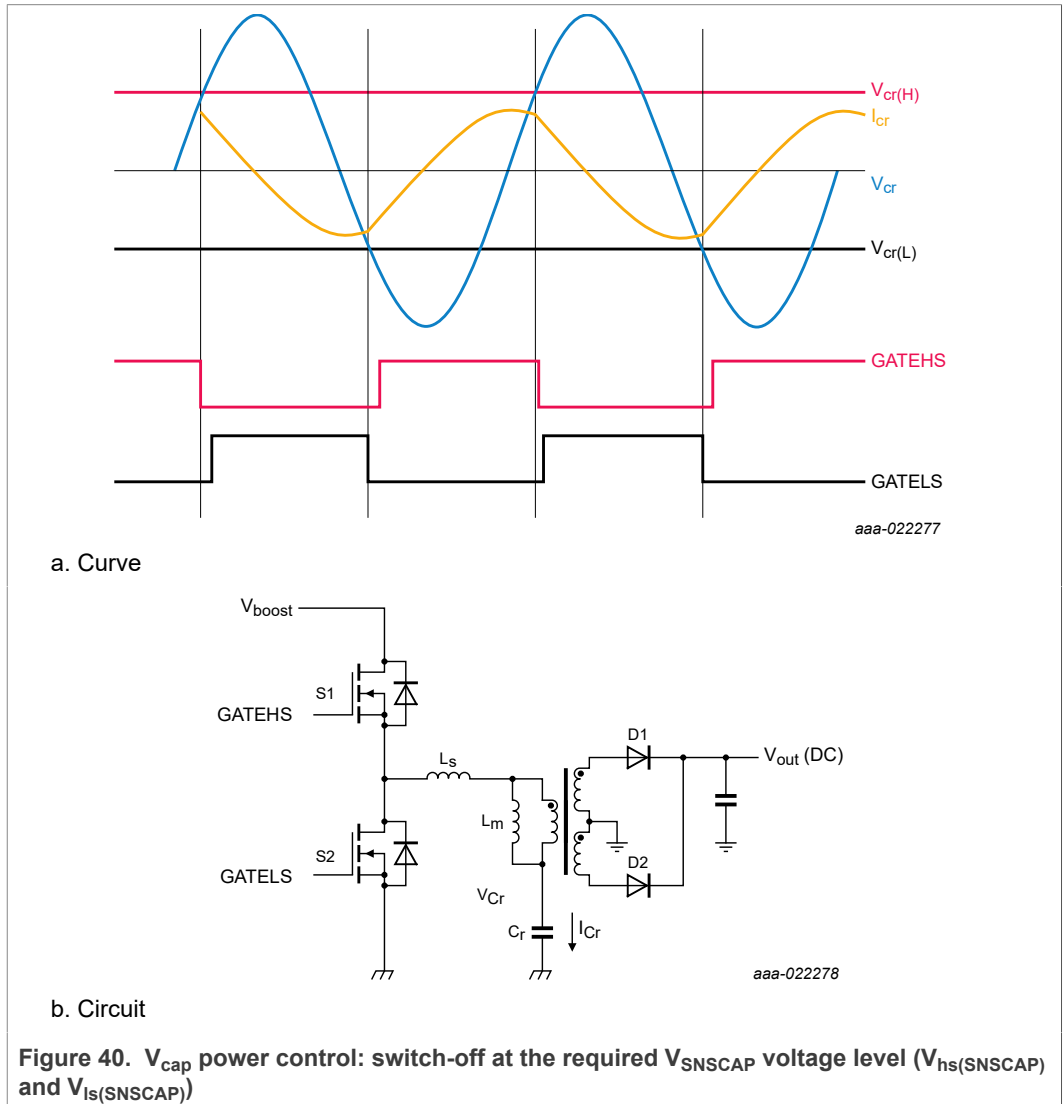 Vcr(H)
Icr
Vcr
Vcr(L)
GATEHS
GATELS
aaa-022277
a. Curve
Vboost
S1
GATEHS
D1
Vout (DC)
Ls
Lm
S2
GATELS
D2
VCr
Cr
ICr
aaa-022278
b. Circuit
Figure 40. Vcap power control: switch-off at the required VSNSCAP voltage level (Vhs(SNSCAP)
and Vls(SNSCAP))